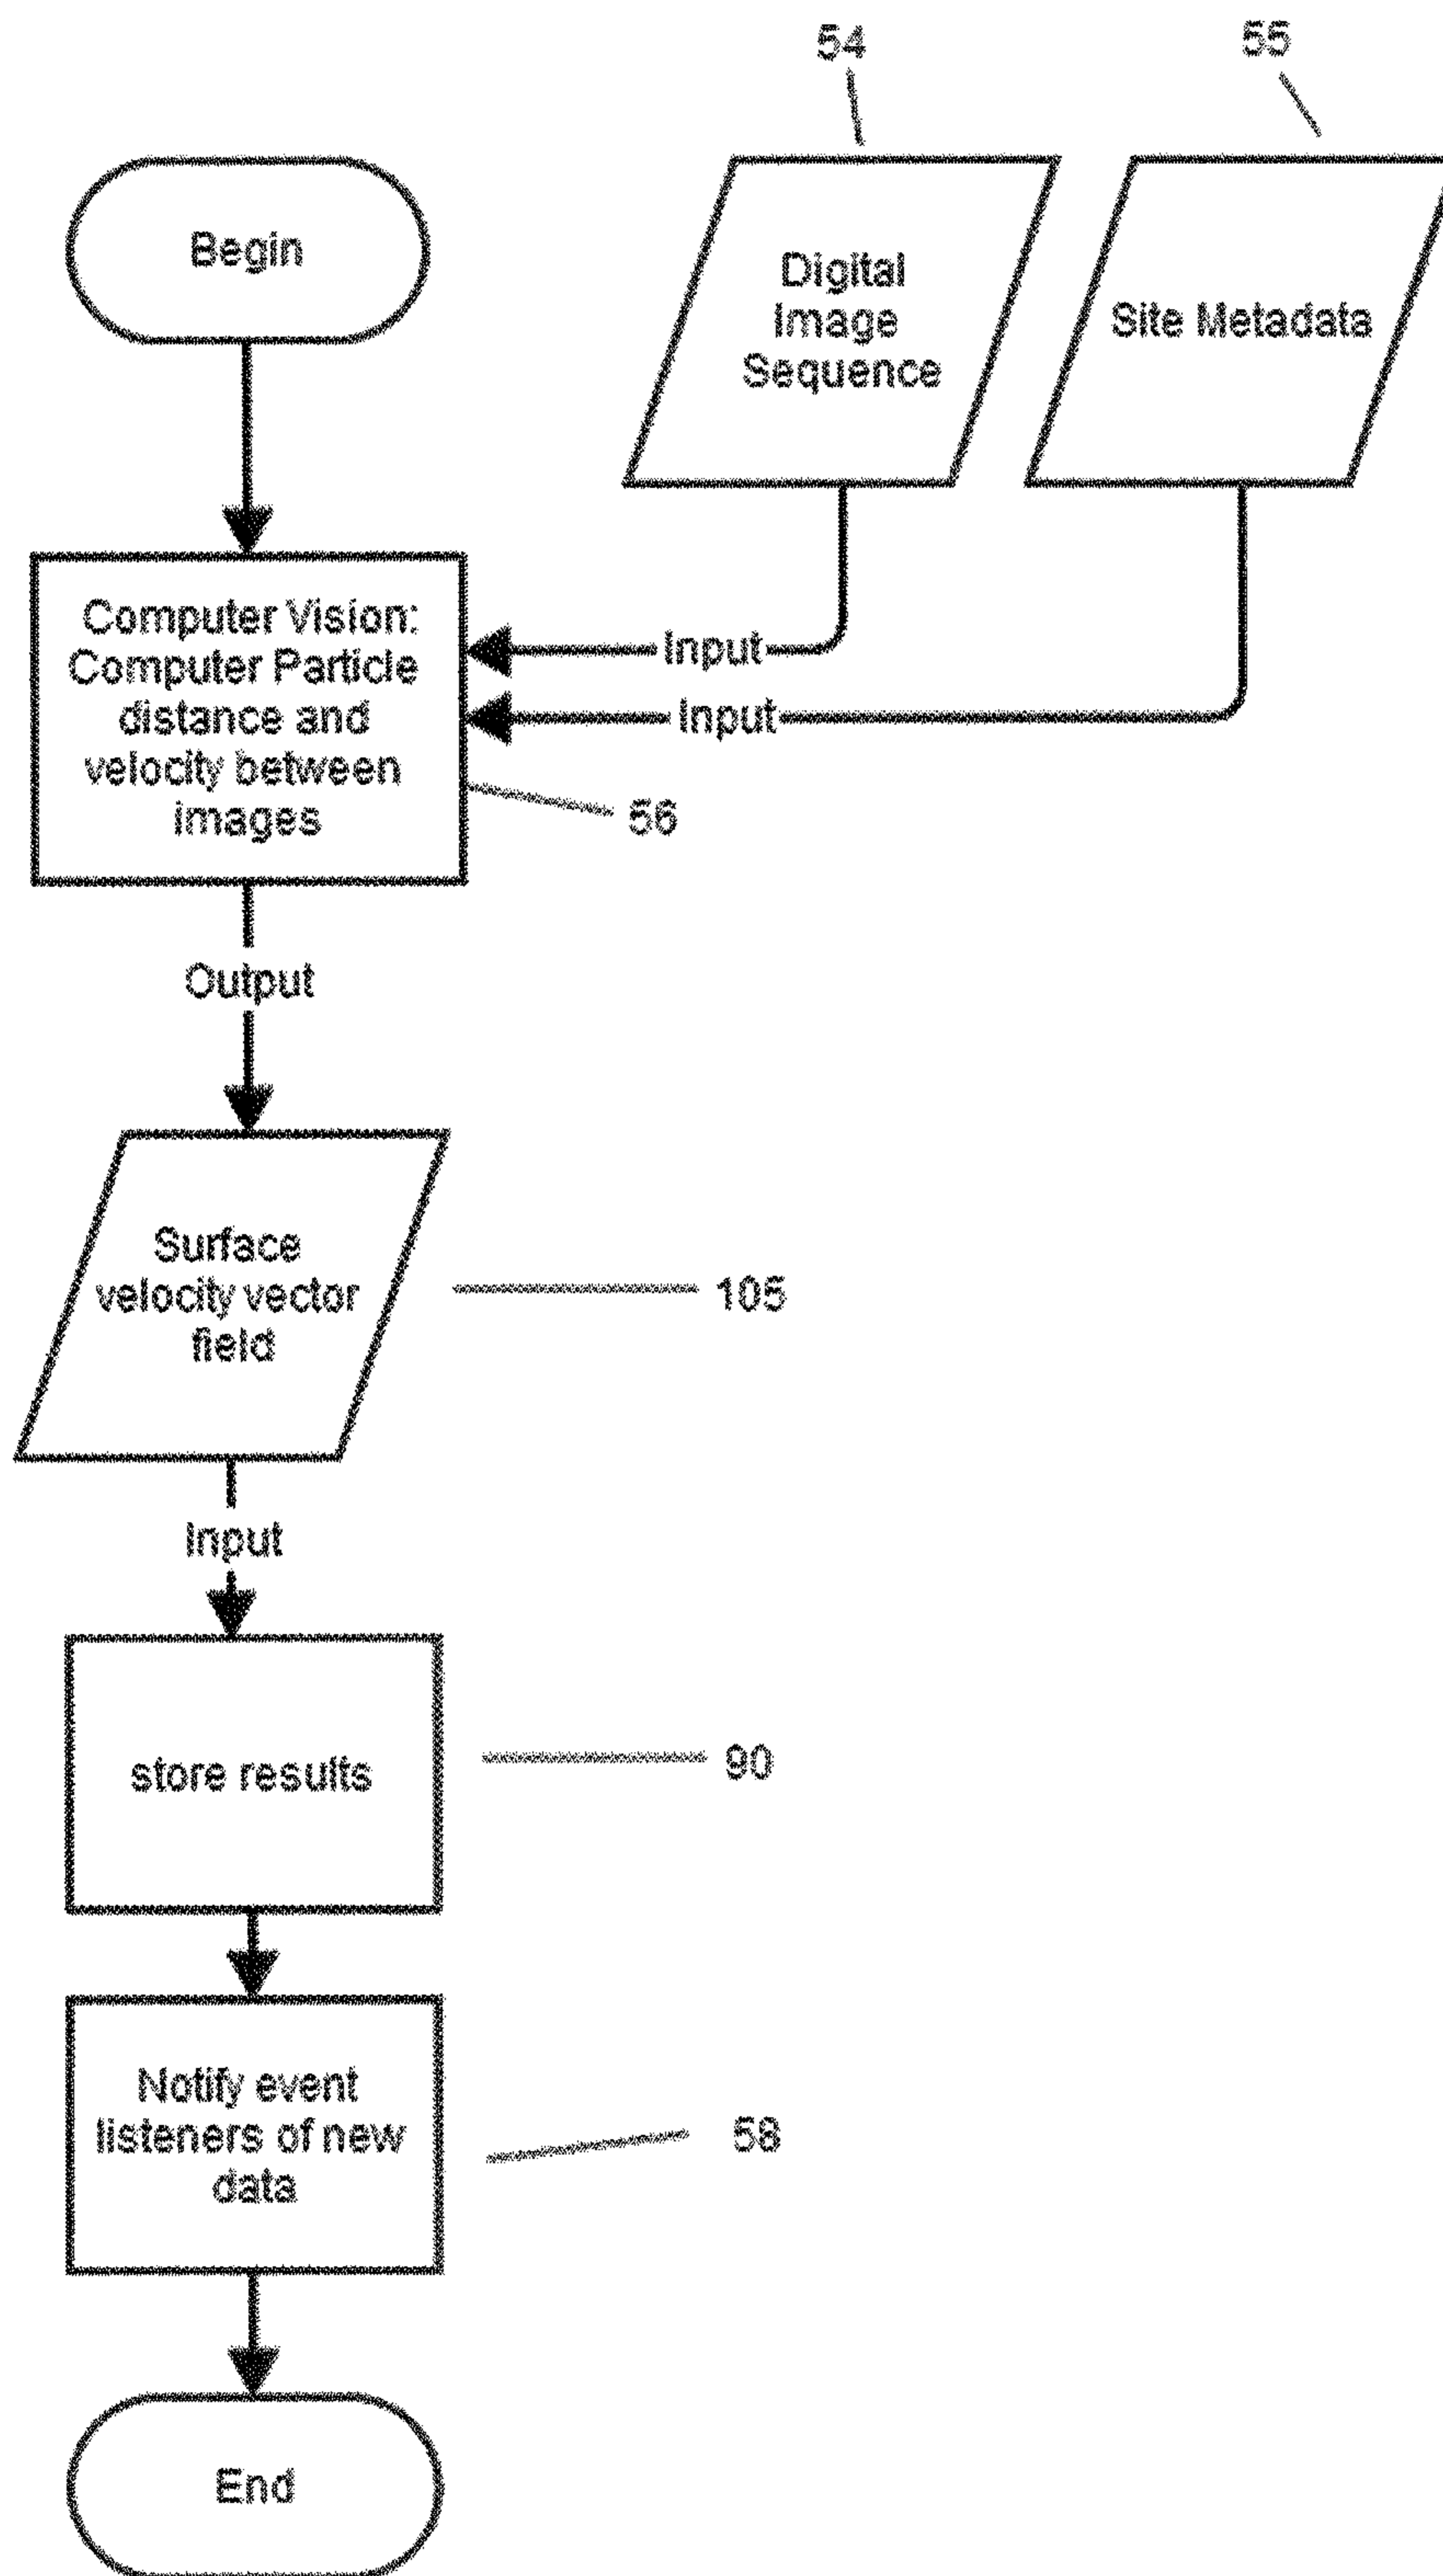 54
55
Begin
Digital
Image
Sequence
Site Metadata
Computer Vision:
Computer Particle
distance and
velocity between
images
Input
Input
56
Output
Surface
velocity vector
field
105
Input
store results
90
Notify event
listeners of new
data
58
End